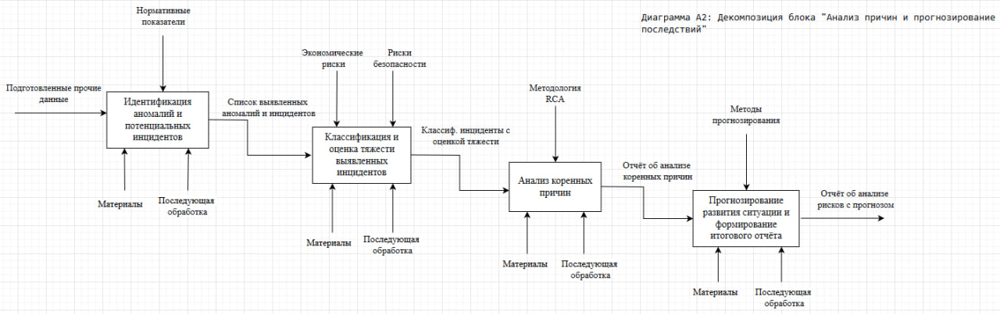 Нормативные
показатели
Диаграмма А2: Декомпозиция блока "Анализ причин и прогнозирование
последствий"
Экономические
риски
Риски
безопасности
Подготовленные прочие
данные
Идентификация
аномалий и
потенциальных
инцидентов
Список выявленных
аномалий и инцидентов
Методология
RCA
Методы
прогнозирования
Классификация и
оценка тяжести
выявленных
инцидентов
Классиф. инциденты с
оценкой тяжести
Материалы
Последующая
обработка
Анализ коренных
причин
Отчёт об анализе
коренных причин
Прогнозирование
развития ситуации и
формирование
итогового отчёта
Отчёт об анализе
рисков с прогнозом
Материалы
Последующая
обработка
Материалы
Последующая
обработка
Материалы
Последующая
обработка